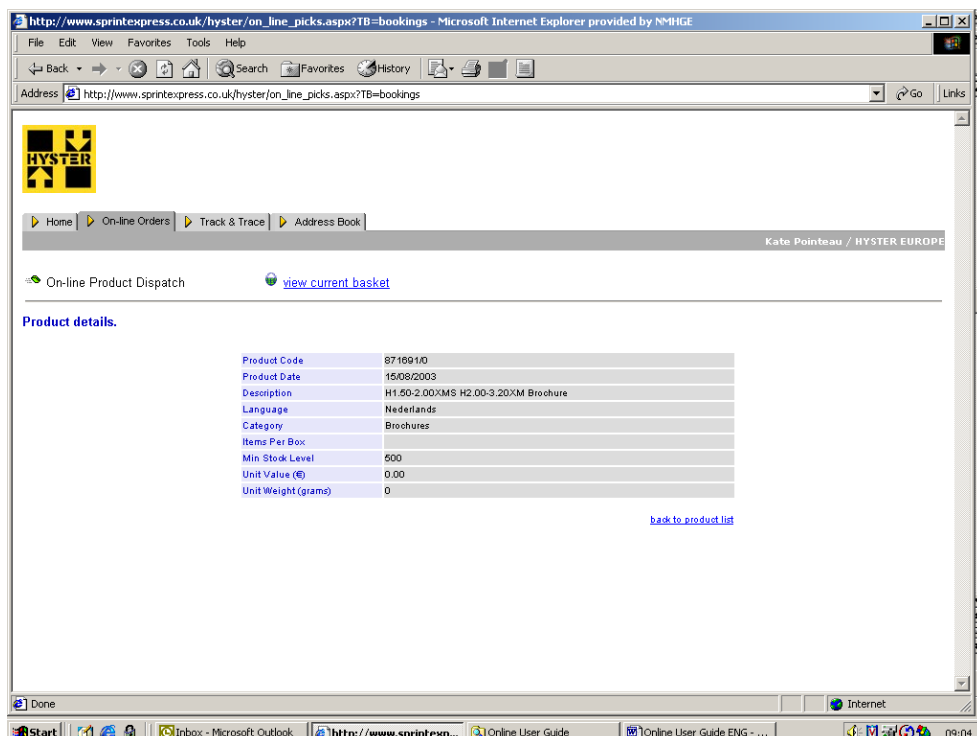 http://www.sprintexpress.co.uk/hyster/on_line_picks.aspx?TB=bookings - Microsoft Internet Explorer provided by NMHGE
File Edit View Favorites Tools Help
Back Search Favorites History
Address http://www.sprintexpress.co.uk/hyster/on_line_picks.aspx?TB=bookings Go Links
HYSTER
Home On-line Orders Track & Trace Address Book
Kate Pointeau / HYSTER EUROPE
On-line Product Dispatch view current basket
Product details.
Product Code 871691/0
Product Date 15/08/2003
Description H1.50-2.00XMS H2.00-3.20XM Brochure
Language Nederlands
Category Brochures
Items Per Box
Min Stock Level 500
Unit Value (€) 0.00
Unit Weight (grams) 0
back to product list
Done Internet
Start Inbox - Microsoft Outlook http://www.sprintexp... Online User Guide Online User Guide ENG - ... 09:04